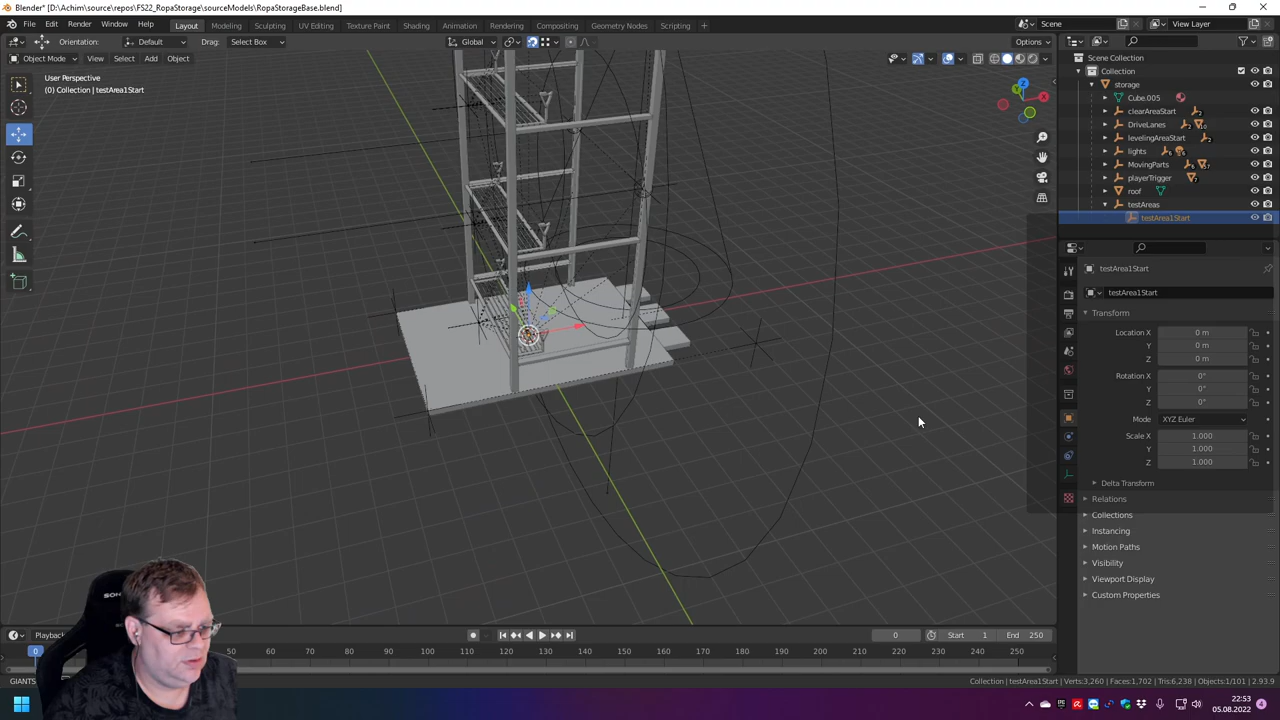 Blender* [D:\Achim\source\repos\FS22_RopaStorage\sourceModels\RopaStorageBase.blend]
File Edit Render Window Help Layout Modeling Sculpting UV Editing Texture Paint Shading Animation Rendering Compositing Geometry Nodes Scripting + Scene View Layer
Orientation: Default Drag: Select Box Global Options
Object Mode View Select Add Object
User Perspective
(0) Collection | testArea1Start
Z
X
Y
Scene Collection
Collection
storage
Cube.005
clearAreaStart
DriveLanes
levelingAreaStart
lights
MovingParts
playerTrigger
roof
testAreas
testArea1Start
testArea1Start
testArea1Start
Transform
Location X 0 m
Y 0 m
Z 0 m
Rotation X 0°
Y 0°
Z 0°
Mode XYZ Euler
Scale X 1.000
Y 1.000
Z 1.000
Delta Transform
Relations
Collections
Instancing
Motion Paths
Visibility
Viewport Display
Custom Properties
Playback 0 Start 1 End 250
0 50 60 70 80 90 100 110 120 130 140 150 160 170 180 190 200 210 220 230 240 250
GIANTS Collection | testArea1Start | Verts:3,260 | Faces:1,702 | Tris:6,238 | Objects:1/101 | 2.93.9
22:53
05.08.2022